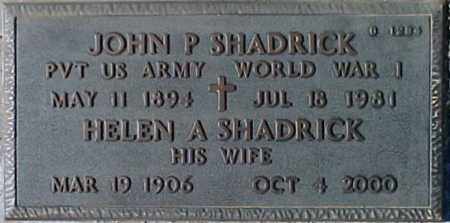 JOHN P SHADRICK
PVT US ARMY WORLD WAR I
MAY 11 1894 JUL 18 1981
HELEN A SHADRICK
HIS WIFE
MAR 19 1906 OCT 4 2000